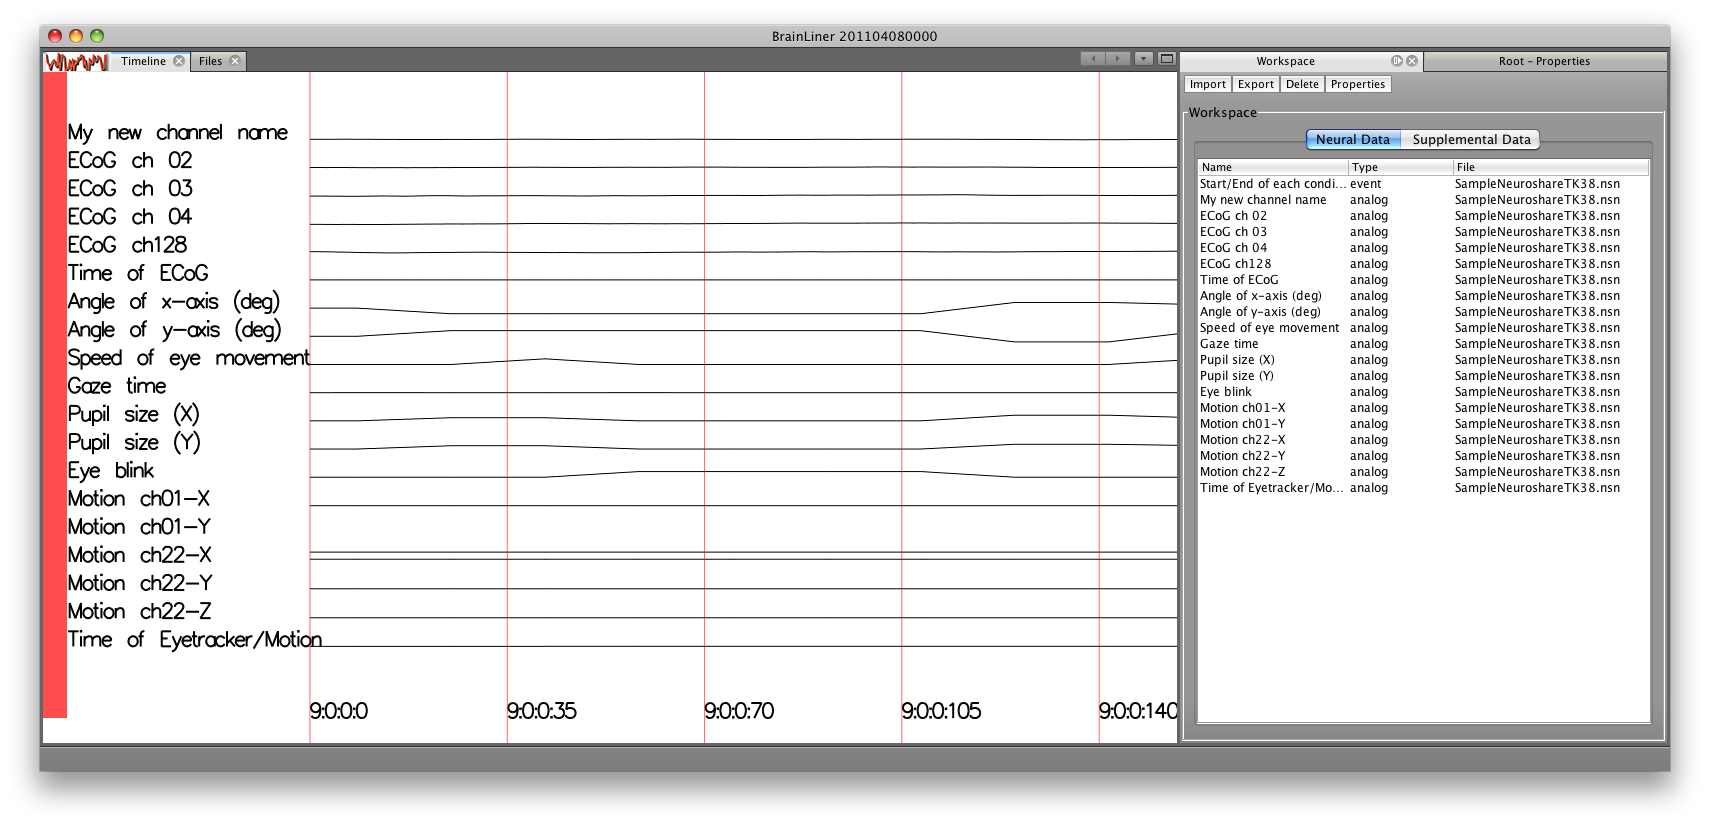 BrainLiner 201104080000
Timeline Files
My new channel name
ECoG ch 02
ECoG ch 03
ECoG ch 04
ECoG ch128
Time of ECoG
Angle of x-axis (deg)
Angle of y-axis (deg)
Speed of eye movement
Gaze time
Pupil size (X)
Pupil size (Y)
Eye blink
Motion ch01-X
Motion ch01-Y
Motion ch22-X
Motion ch22-Y
Motion ch22-Z
Time of Eyetracker/Motion
9:0:0:0 9:0:0:35 9:0:0:70 9:0:0:105 9:0:0:140
Workspace Root - Properties
Import Export Delete Properties
Workspace
Neural Data Supplemental Data
Name Type File
Start/End of each condi... event SampleNeuroshareTK38.nsn
My new channel name analog SampleNeuroshareTK38.nsn
ECoG ch 02 analog SampleNeuroshareTK38.nsn
ECoG ch 03 analog SampleNeuroshareTK38.nsn
ECoG ch 04 analog SampleNeuroshareTK38.nsn
ECoG ch128 analog SampleNeuroshareTK38.nsn
Time of ECoG analog SampleNeuroshareTK38.nsn
Angle of x-axis (deg) analog SampleNeuroshareTK38.nsn
Angle of y-axis (deg) analog SampleNeuroshareTK38.nsn
Speed of eye movement analog SampleNeuroshareTK38.nsn
Gaze time analog SampleNeuroshareTK38.nsn
Pupil size (X) analog SampleNeuroshareTK38.nsn
Pupil size (Y) analog SampleNeuroshareTK38.nsn
Eye blink analog SampleNeuroshareTK38.nsn
Motion ch01-X analog SampleNeuroshareTK38.nsn
Motion ch01-Y analog SampleNeuroshareTK38.nsn
Motion ch22-X analog SampleNeuroshareTK38.nsn
Motion ch22-Y analog SampleNeuroshareTK38.nsn
Motion ch22-Z analog SampleNeuroshareTK38.nsn
Time of Eyetracker/Mo... analog SampleNeuroshareTK38.nsn